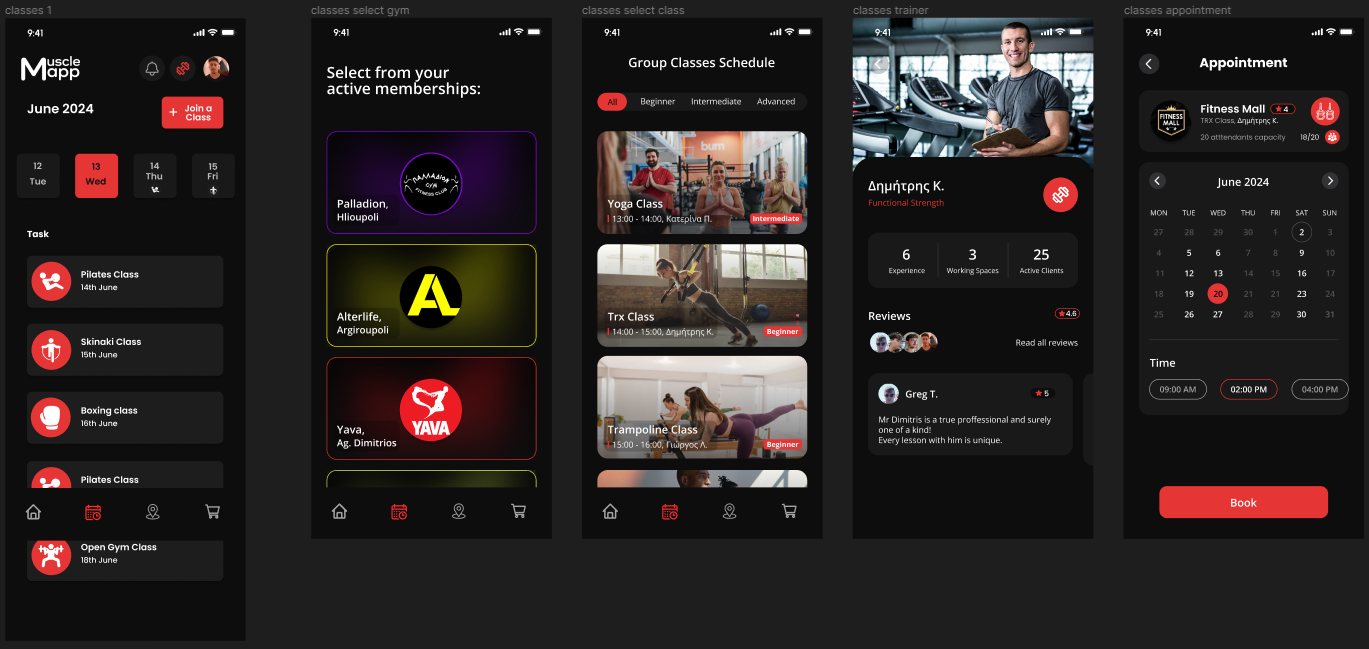 classes 1
9:41
Muscle
Mapp
June 2024
+ Join a
Class
12
Tue
13
Wed
14
Thu
15
Fri
Task
Pilates Class
14th June
Skinaki Class
15th June
Boxing class
16th June
Pilates Class
Open Gym Class
18th June
classes select gym
9:41
Select from your
active memberships:
ΠΑΛΛΑΔΙΟΝ
GYM
FITNESS CLUB
Palladion,
Hlioupoli
A
Alterlife,
Argiroupoli
YAVA
Yava,
Ag. Dimitrios
classes select class
9:41
Group Classes Schedule
All
Beginner
Intermediate
Advanced
burn
Yoga Class
13:00 - 14:00, Κατερίνα Π.
Intermediate
Trx Class
14:00 - 15:00, Δημήτρης Κ.
Beginner
Trampoline Class
15:00 - 16:00, Γιώργος Λ.
Beginner
classes trainer
9:41
Δημήτρης Κ.
Functional Strength
6
Experience
3
Working Spaces
25
Active Clients
Reviews
4.6
Read all reviews
Greg T.
5
Mr Dimitris is a true proffessional and surely
one of a kind!
Every lesson with him is unique.
classes appointment
9:41
Appointment
FITNESS
MALL
Fitness Mall
4
TRX Class, Δημήτρης Κ.
20 atttendants capacity
18/20
June 2024
MON TUE WED THU FRI SAT SUN
27 28 29 30 1 2 3
4 5 6 7 8 9 10
11 12 13 14 15 16 17
18 19 20 21 21 23 24
25 26 27 28 29 30 31
Time
09:00 AM
02:00 PM
04:00 PM
Book